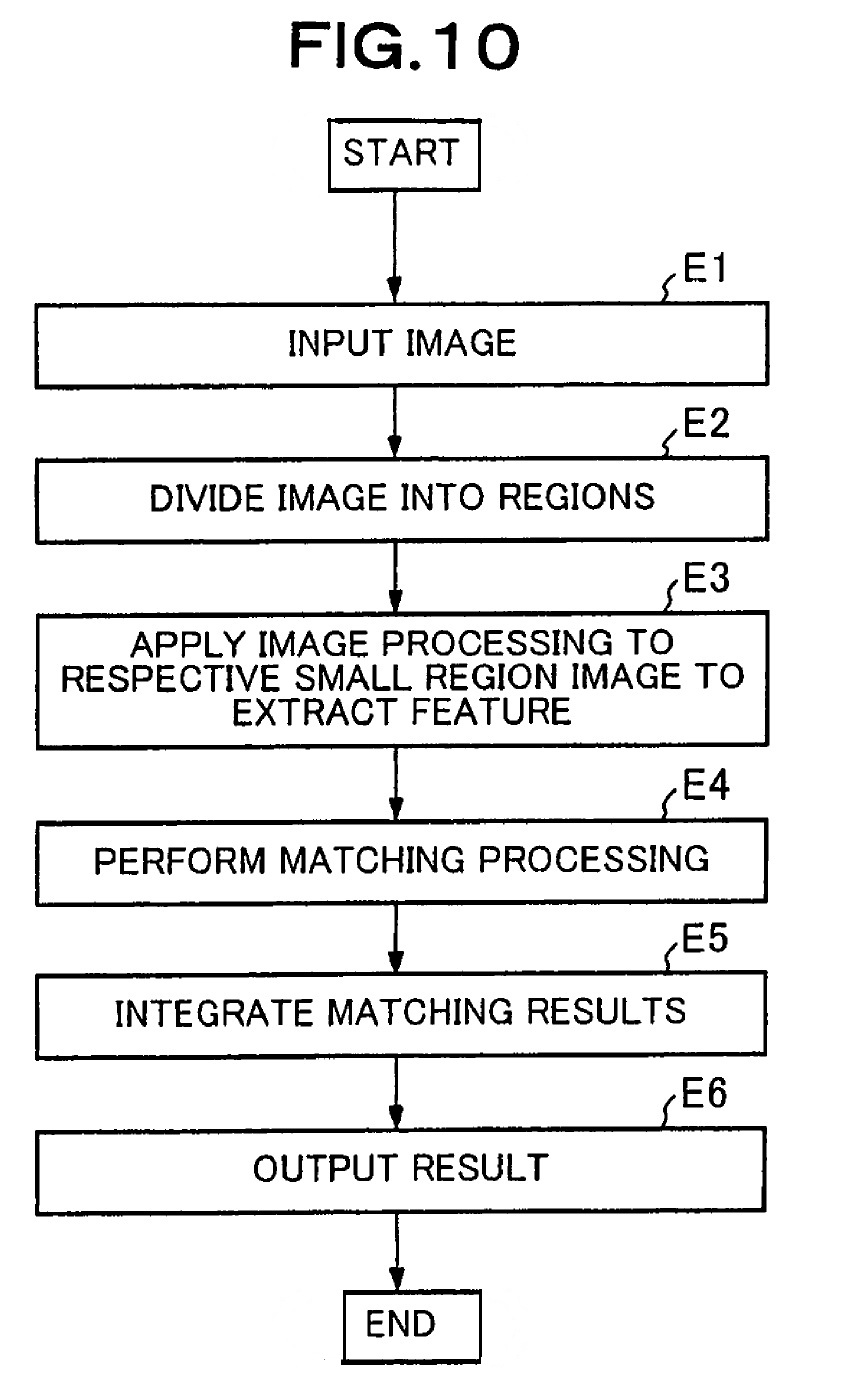 FIG.10
START
E1
INPUT IMAGE
E2
DIVIDE IMAGE INTO REGIONS
E3
APPLY IMAGE PROCESSING TO
RESPECTIVE SMALL REGION IMAGE TO
EXTRACT FEATURE
E4
PERFORM MATCHING PROCESSING
E5
INTEGRATE MATCHING RESULTS
E6
OUTPUT RESULT
END